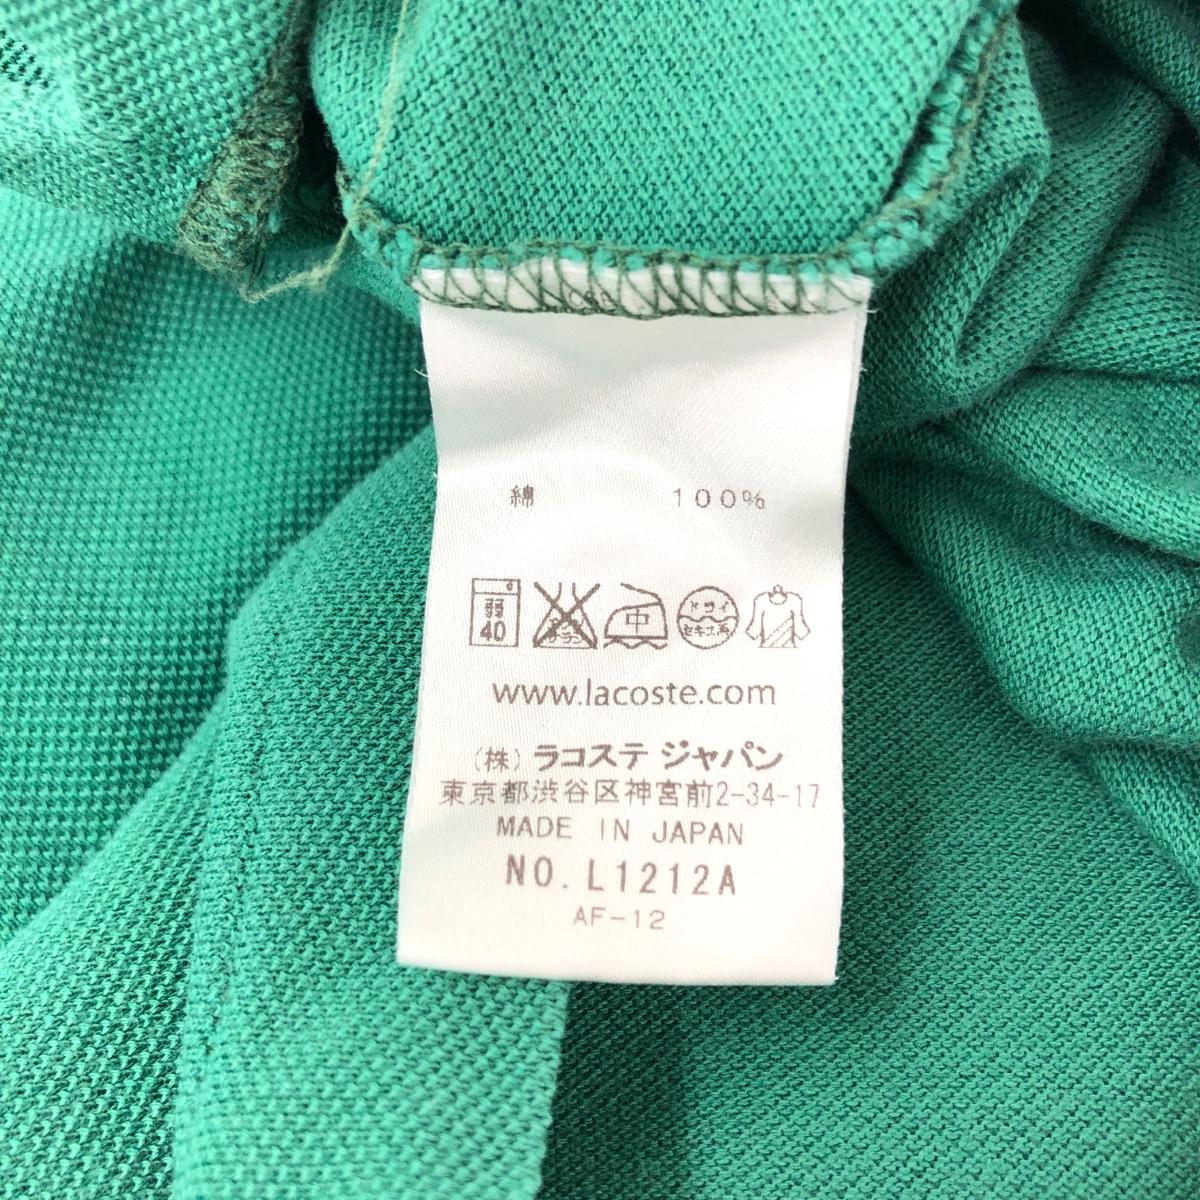 綿 100%
弱 40 中 ドライ セキユ系
www.lacoste.com
(株) ラコステ ジャパン
東京都渋谷区神宮前2-34-17
MADE IN JAPAN
NO. L1212A
AF-12